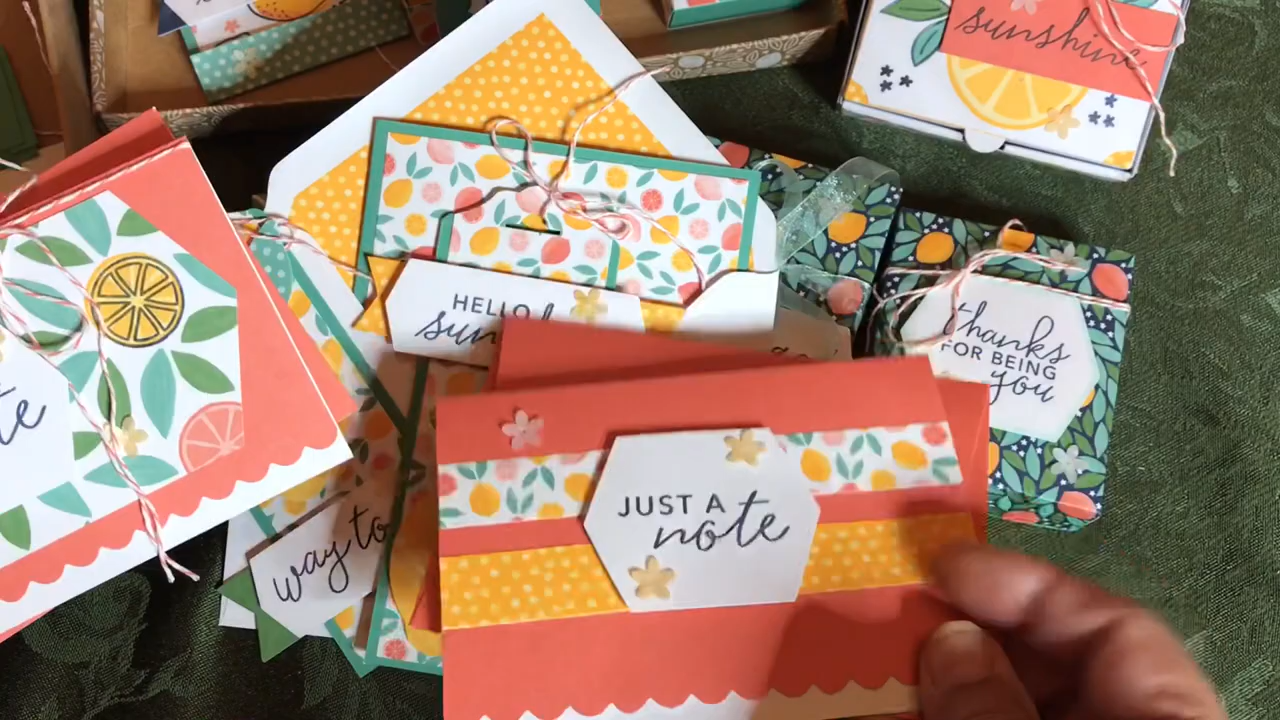 sunshine
HELLO
thanks
FOR BEING
you
JUST A
note
way to